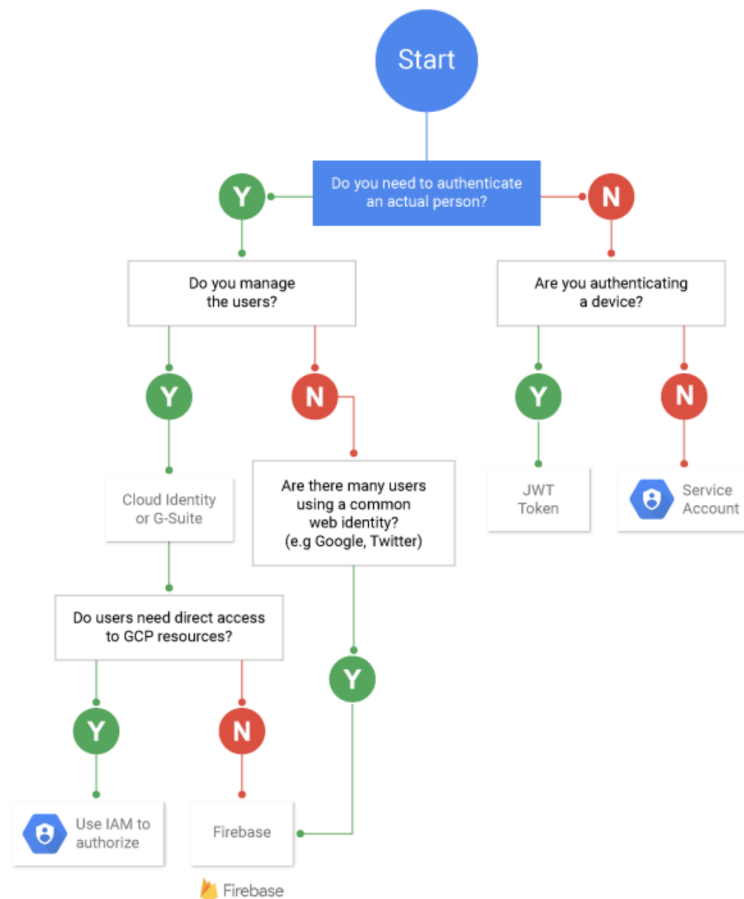 Start
Do you need to authenticate
an actual person?
Y
N
Do you manage
the users?
Are you authenticating
a device?
Y
N
Y
N
Cloud Identity
or G-Suite
Are there many users
using a common
web identity?
(e.g Google, Twitter)
JWT
Token
Service
Account
Do users need direct access
to GCP resources?
Y
Y
N
Use IAM to
authorize
Firebase
Firebase